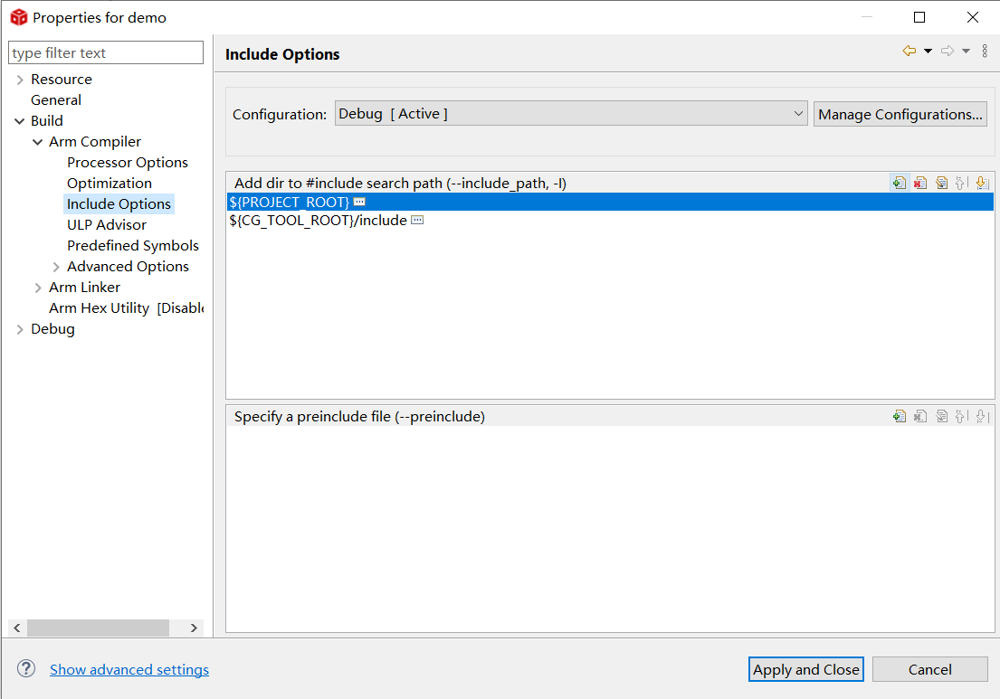 Properties for demo
type filter text
Resource
General
Build
Arm Compiler
Processor Options
Optimization
Include Options
ULP Advisor
Predefined Symbols
Advanced Options
Arm Linker
Arm Hex Utility [Disable
Debug
Include Options
Configuration: Debug [ Active ] Manage Configurations...
Add dir to #include search path (--include_path, -I)
${PROJECT_ROOT}
${CG_TOOL_ROOT}/include
Specify a preinclude file (--preinclude)
? Show advanced settings Apply and Close Cancel